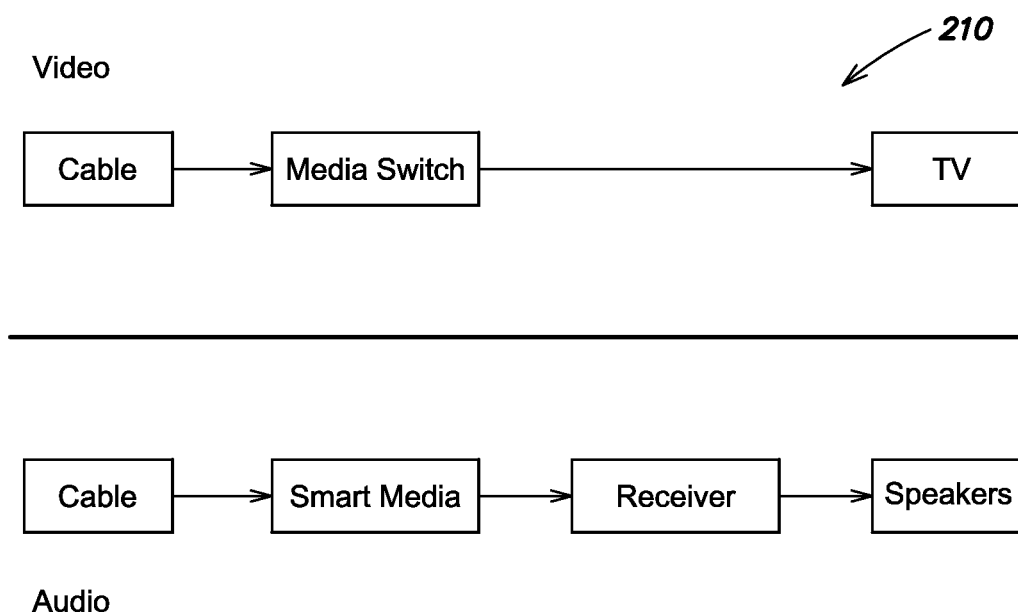 210
Video
Cable
Media Switch
TV
Cable
Smart Media
Receiver
Speakers
Audio